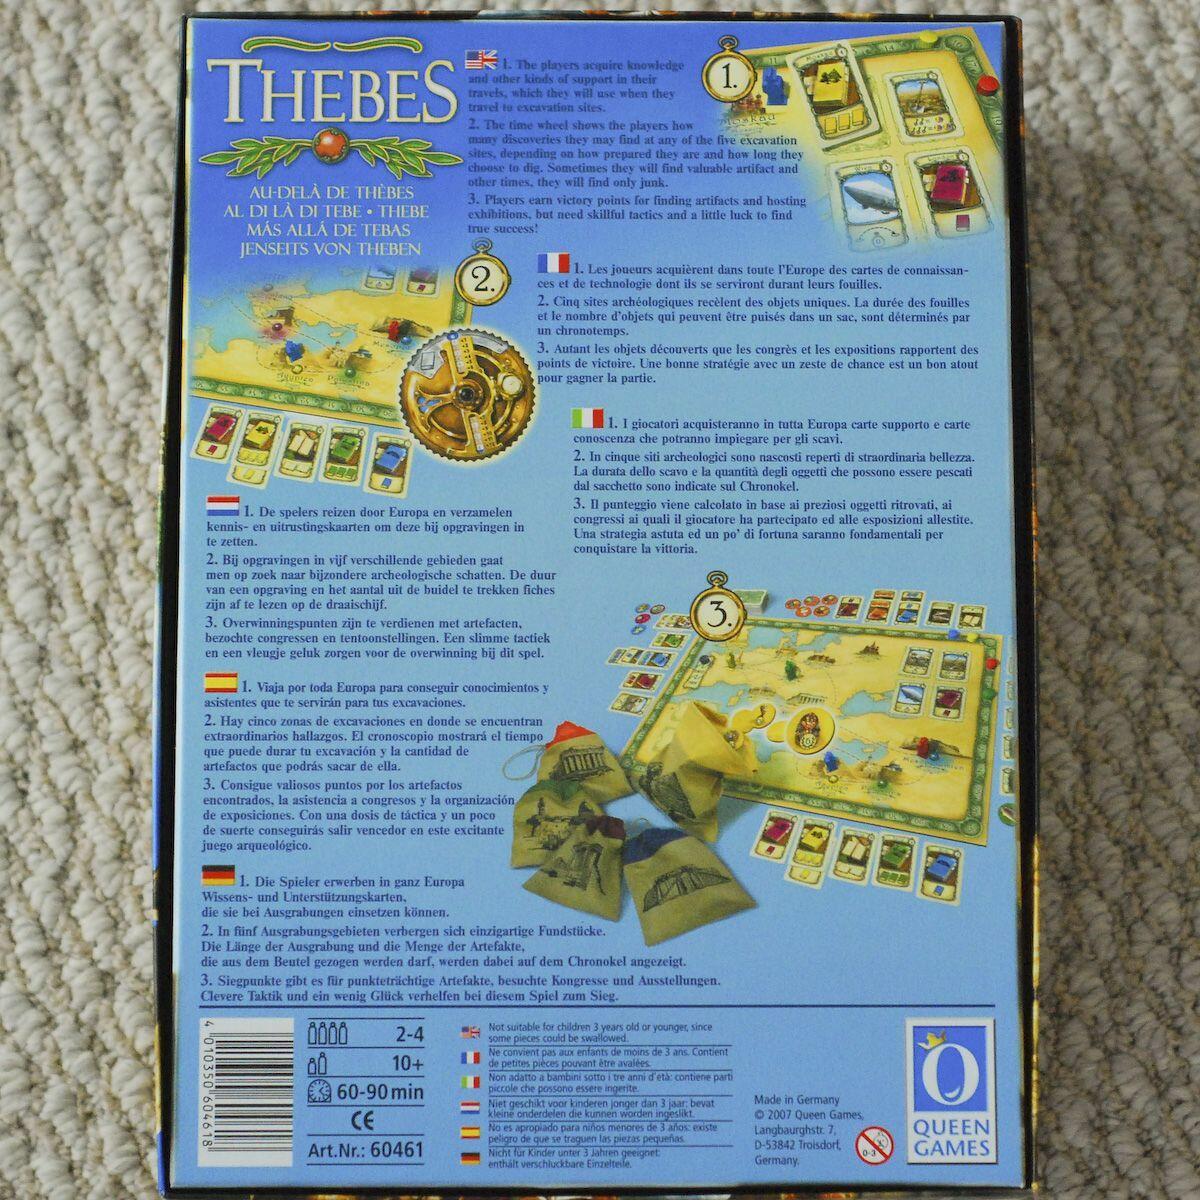 THEBES
AU-DELÀ DE THÈBES
AL DI LÀ DI TEBE • THEBE
MÁS ALLÁ DE TEBAS
JENSEITS VON THEBEN
1. The players acquire knowledge
and other kinds of support in their
travels, which they will use when they
travel to excavation sites.
2. The time wheel shows the players how
many discoveries they may find at any of the five excavation
sites, depending on how prepared they are and how long they
choose to dig. Sometimes they will find valuable artifact and
other times, they will find only junk.
3. Players earn victory points for finding artifacts and hosting
exhibitions, but need skillful tactics and a little luck to find
true success!
1.
Moskau
2.
1. Les joueurs acquièrent dans toute l'Europe des cartes de connaissan-
ces et de technologie dont ils se serviront durant leurs fouilles.
2. Cinq sites archéologiques recèlent des objets uniques. La durée des fouilles
et le nombre d'objets qui peuvent être puisés dans un sac, sont déterminés par
un chronotemps.
3. Autant les objets découverts que les congrès et les expositions rapportent des
points de victoire. Une bonne stratégie avec un zeste de chance est un bon atout
pour gagner la partie.
1. I giocatori acquisteranno in tutta Europa carte supporto e carte
conoscenza che potranno impiegare per gli scavi.
2. In cinque siti archeologici sono nascosti reperti di straordinaria bellezza.
La durata dello scavo e la quantità degli oggetti che possono essere pescati
dal sacchetto sono indicate sul Chronokel.
3. Il punteggio viene calcolato in base ai preziosi oggetti ritrovati, ai
congressi ai quali il giocatore ha partecipato ed alle esposizioni allestite.
Una strategia astuta ed un po' di fortuna saranno fondamentali per
conquistare la vittoria.
1. De spelers reizen door Europa en verzamelen
kennis- en uitrustingskaarten om deze bij opgravingen in
te zetten.
2. Bij opgravingen in vijf verschillende gebieden gaat
men op zoek naar bijzondere archeologische schatten. De duur
van een opgraving en het aantal uit de buidel te trekken fiches
zijn af te lezen op de draaischijf.
3. Overwinningspunten zijn te verdienen met artefacten,
bezochte congressen en tentoonstellingen. Een slimme tactiek
en een vleugje geluk zorgen voor de overwinning bij dit spel.
3.
1. Viaja por toda Europa para conseguir conocimientos y
asistentes que te servirán para tus excavaciones.
2. Hay cinco zonas de excavaciones en donde se encuentran
extraordinarios hallazgos. El cronoscopio mostrará el tiempo
que puede durar tu excavación y la cantidad de
artefactos que podrás sacar de ella.
3. Consigue valiosos puntos por los artefactos
encontrados, la asistencia a congresos y la organización
de exposiciones. Con una dosis de táctica y un poco
de suerte conseguirás salir vencedor en este excitante
juego arqueológico.
1. Die Spieler erwerben in ganz Europa
Wissens- und Unterstützungskarten,
die sie bei Ausgrabungen einsetzen können.
2. In fünf Ausgrabungsgebieten verbergen sich einzigartige Fundstücke.
Die Länge der Ausgrabung und die Menge der Artefakte,
die aus dem Beutel gezogen werden darf, werden dabei auf dem Chronokel angezeigt.
3. Siegpunkte gibt es für punkteträchtige Artefakte, besuchte Kongresse und Ausstellungen.
Clevere Taktik und ein wenig Glück verhelfen bei diesem Spiel zum Sieg.
4 010350 604618
2-4
10+
60-90 min
CE
Art.Nr.: 60461
Not suitable for children 3 years old or younger, since
some pieces could be swallowed.
Ne convient pas aux enfants de moins de 3 ans. Contient
de petites pièces pouvant être avalées.
Non adatto a bambini sotto i tre anni d'età: contiene parti
piccole che possono essere ingerite.
Niet geschikt voor kinderen jonger dan 3 jaar: bevat
kleine onderdelen die kunnen worden ingeslikt.
No es apropiado para niños menores de 3 años: existe
peligro de que se traguen las piezas pequeñas.
Nicht für Kinder unter 3 Jahren geeignet:
enthält verschluckbare Einzelteile.
Made in Germany
© 2007 Queen Games,
Langbaurghstr. 7,
D-53842 Troisdorf,
Germany.
0-3
QUEEN
GAMES